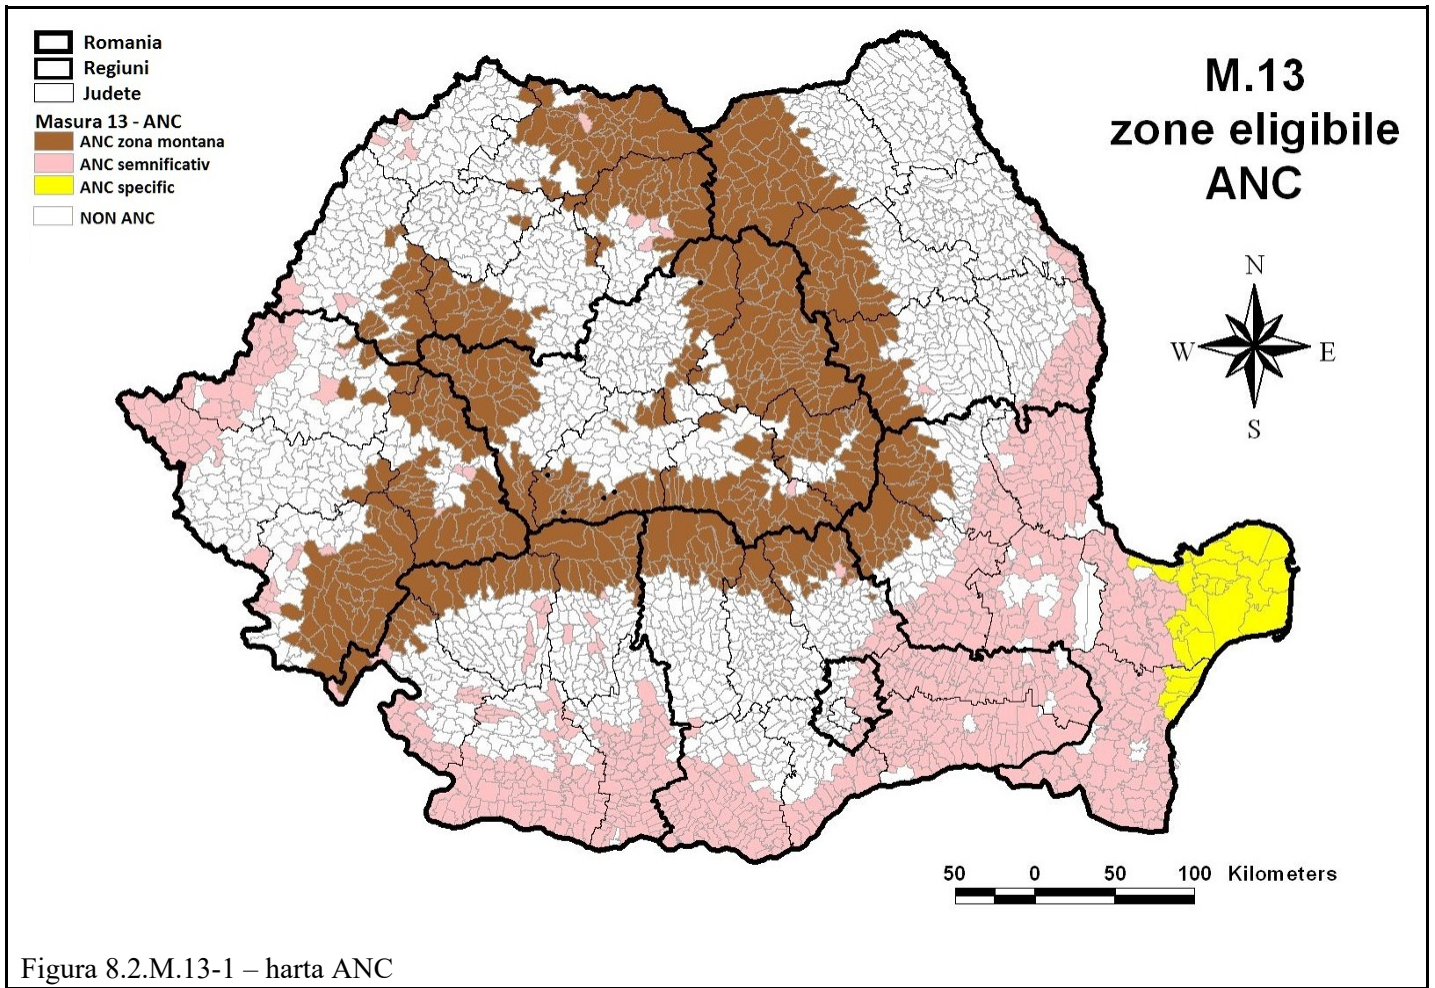 Romania
Regiuni
Judete
Masura 13 - ANC
ANC zona montana
ANC semnificativ
ANC specific
NON ANC
M.13
zone eligibile
ANC
N
W
E
S
50 0 50 100 Kilometers
Figura 8.2.M.13-1 – harta ANC